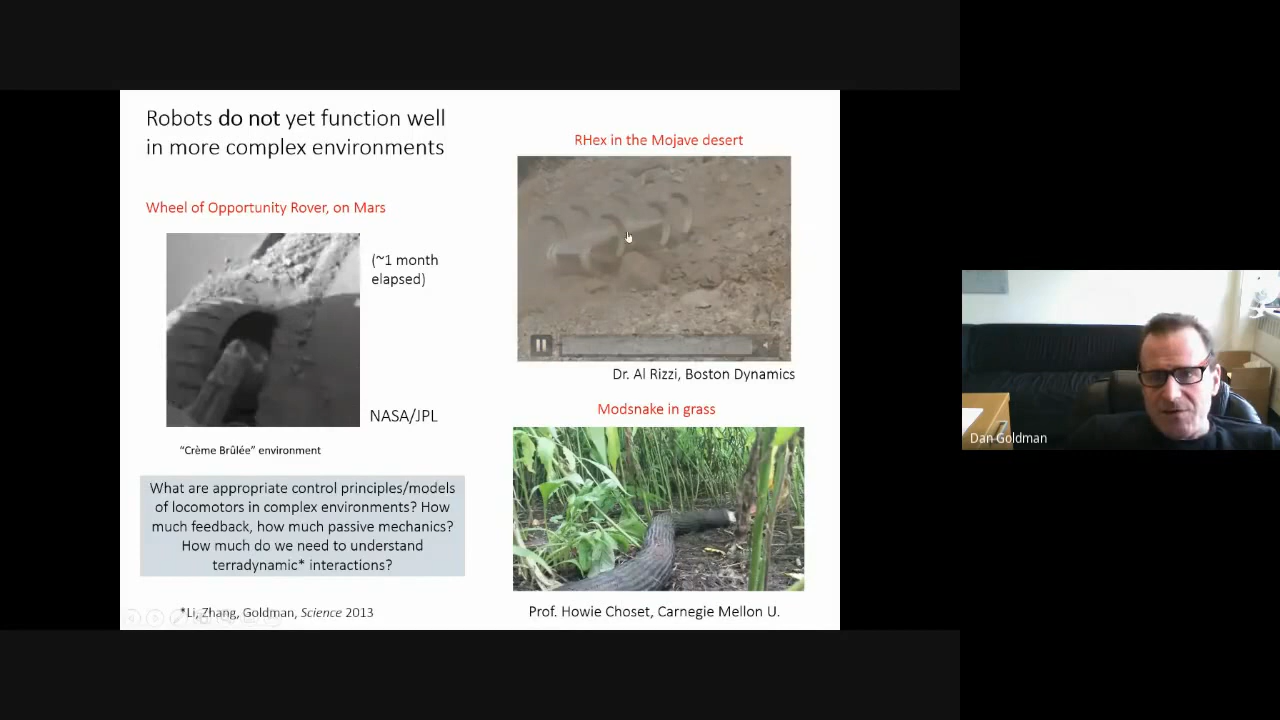 Robots do not yet function well
in more complex environments
Wheel of Opportunity Rover, on Mars
(~1 month
elapsed)
NASA/JPL
"Crème Brûlée" environment
What are appropriate control principles/models
of locomotors in complex environments? How
much feedback, how much passive mechanics?
How much do we need to understand
terradynamic* interactions?
*Li, Zhang, Goldman, Science 2013
RHex in the Mojave desert
Dr. Al Rizzi, Boston Dynamics
Modsnake in grass
Prof. Howie Choset, Carnegie Mellon U.
Dan Goldman